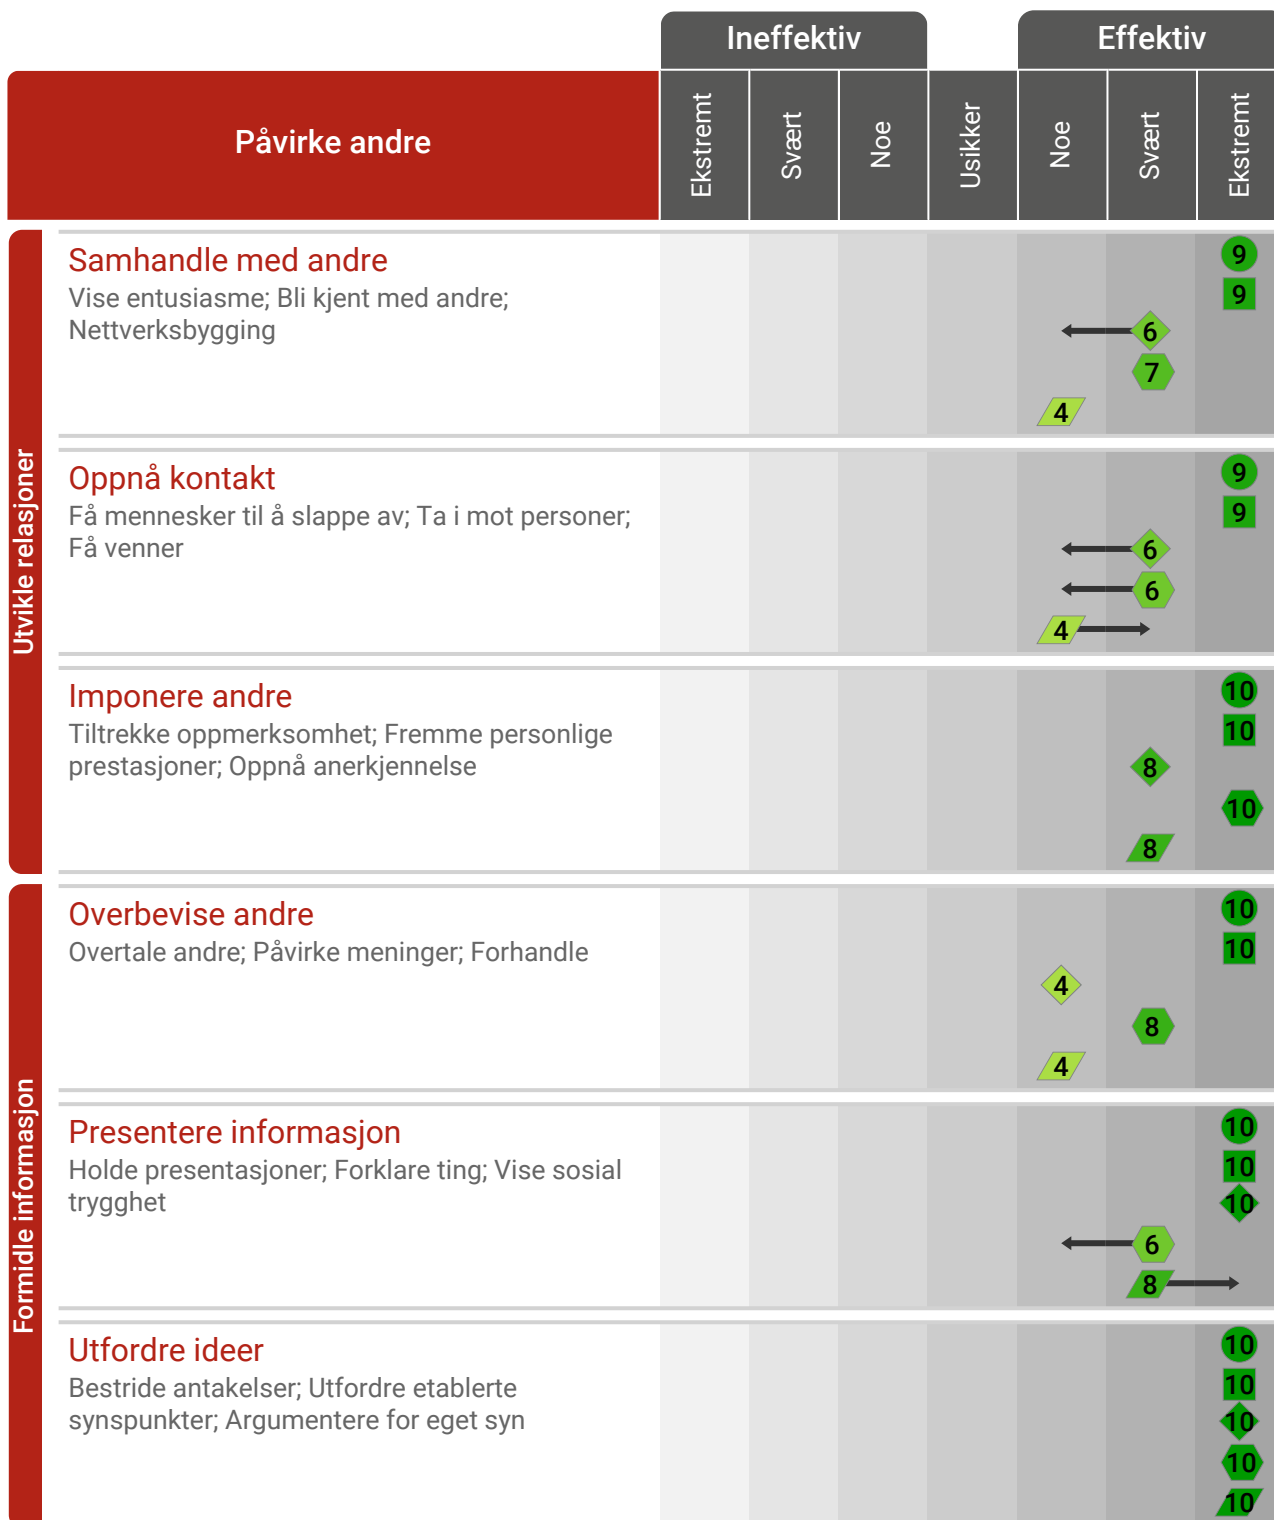 Ineffektiv
Effektiv
Påvirke andre
Ekstremt
Svært
Noe
Usikker
Noe
Svært
Ekstremt
Utvikle relasjoner
Samhandle med andre
Vise entusiasme; Bli kjent med andre;
Nettverksbygging
9
9
6
7
4
Oppnå kontakt
Få mennesker til å slappe av; Ta i mot personer;
Få venner
9
9
6
6
4
Imponere andre
Tiltrekke oppmerksomhet; Fremme personlige
prestasjoner; Oppnå anerkjennelse
10
10
8
10
8
Formidle informasjon
Overbevise andre
Overtale andre; Påvirke meninger; Forhandle
10
10
4
8
4
Presentere informasjon
Holde presentasjoner; Forklare ting; Vise sosial
trygghet
10
10
10
6
8
Utfordre ideer
Bestride antakelser; Utfordre etablerte
synspunkter; Argumentere for eget syn
10
10
10
10
10